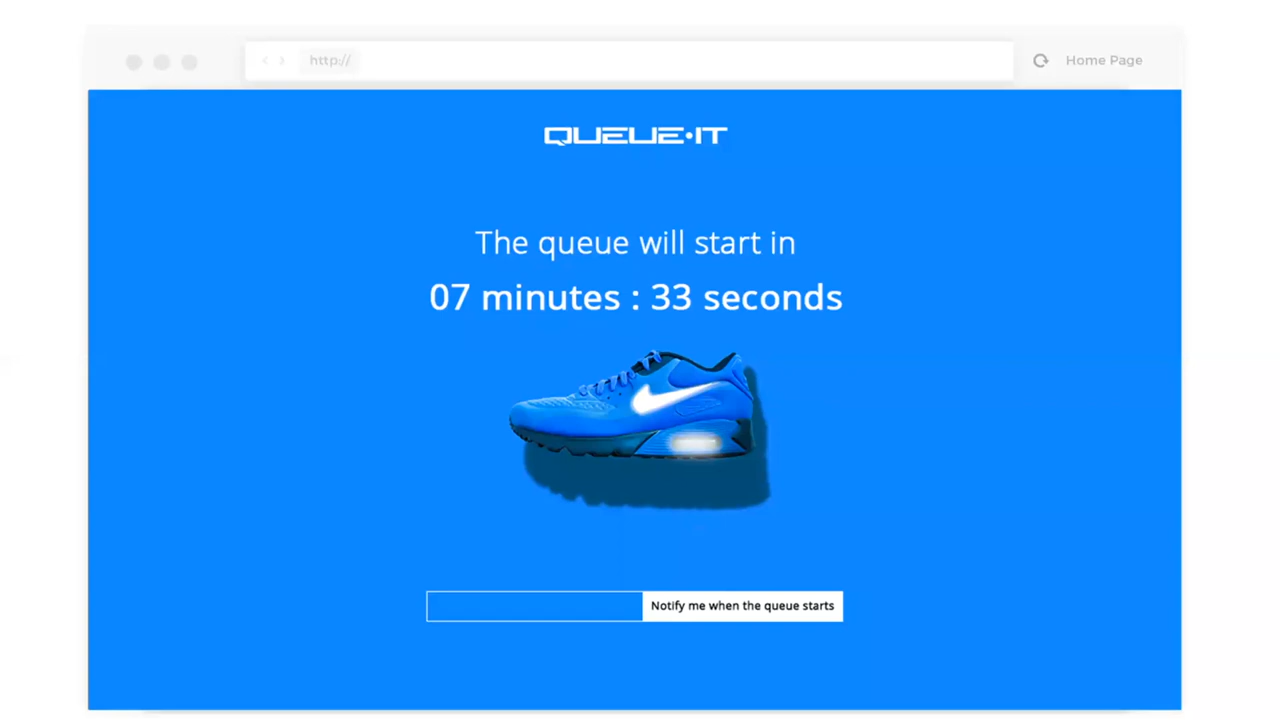 http://
Home Page
QUEUE·IT
The queue will start in
07 minutes : 33 seconds
Notify me when the queue starts